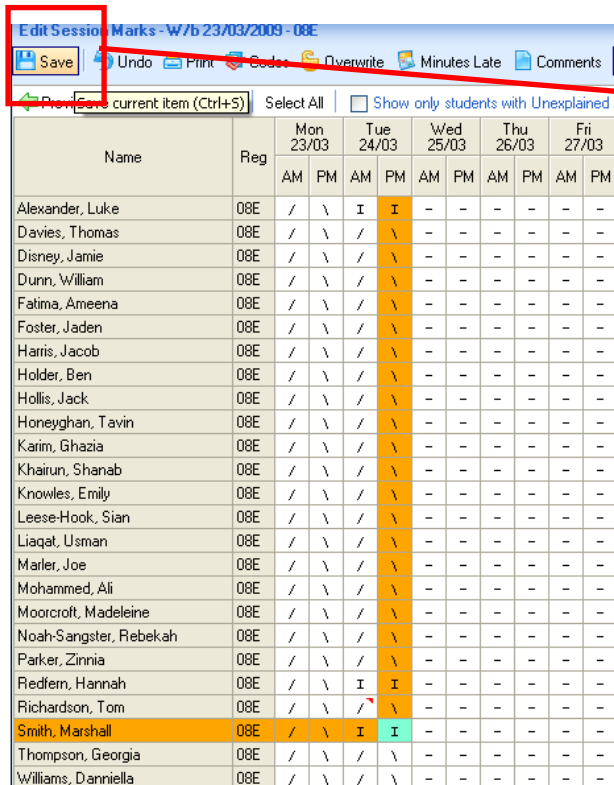 Edit Session Marks - W/b 23/03/2009 - 08E
Save Undo Print Codes Overwrite Minutes Late Comments
Save current item (Ctrl+S) Select All Show only students with Unexplained
Name Reg Mon 23/03 Tue 24/03 Wed 25/03 Thu 26/03 Fri 27/03
AM PM AM PM AM PM AM PM AM PM
Alexander, Luke 08E / \ I I - - - - - -
Davies, Thomas 08E / \ / \ - - - - - -
Disney, Jamie 08E / \ / \ - - - - - -
Dunn, William 08E / \ / \ - - - - - -
Fatima, Ameena 08E / \ / \ - - - - - -
Foster, Jaden 08E / \ / \ - - - - - -
Harris, Jacob 08E / \ / \ - - - - - -
Holder, Ben 08E / \ / \ - - - - - -
Hollis, Jack 08E / \ / \ - - - - - -
Honeyghan, Tavin 08E / \ / \ - - - - - -
Karim, Ghazia 08E / \ / \ - - - - - -
Khairun, Shanab 08E / \ / \ - - - - - -
Knowles, Emily 08E / \ / \ - - - - - -
Leese-Hook, Sian 08E / \ / \ - - - - - -
Liaqat, Usman 08E / \ / \ - - - - - -
Marler, Joe 08E / \ / \ - - - - - -
Mohammed, Ali 08E / \ / \ - - - - - -
Moorcroft, Madeleine 08E / \ / \ - - - - - -
Noah-Sangster, Rebekah 08E / \ / \ - - - - - -
Parker, Zinnia 08E / \ / \ - - - - - -
Redfern, Hannah 08E / \ I I - - - - - -
Richardson, Tom 08E / \ / \ - - - - - -
Smith, Marshall 08E / \ I I - - - - - -
Thompson, Georgia 08E / \ / \ - - - - - -
Williams, Danniella 08E / \ / \ - - - - - -